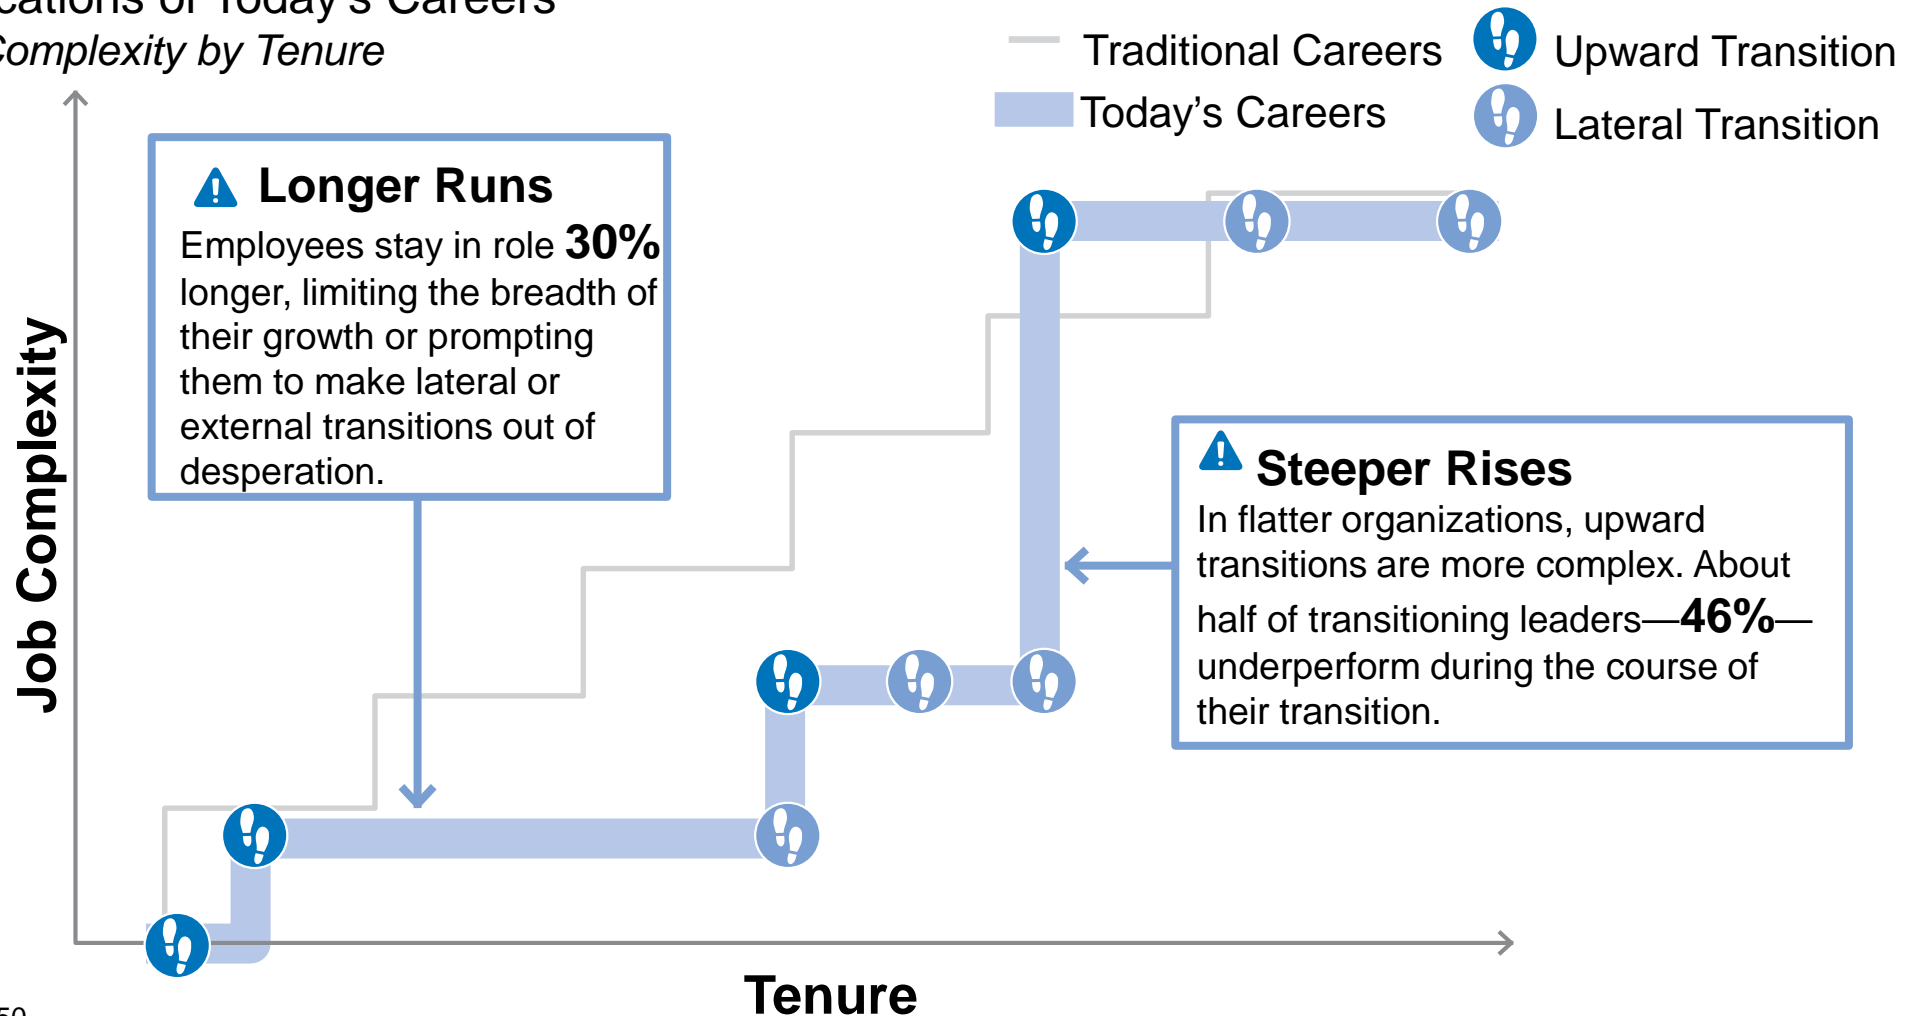 of Today's Careers
Complexity by Tenure
Traditional Careers
Upward Transition
Today's Careers
Lateral Transition
Longer Runs
Employees stay in role 30%
longer, limiting the breadth of
their growth or prompting
them to make lateral or
external transitions out of
desperation.
Steeper Rises
In flatter organizations, upward
transitions are more complex. About
half of transitioning leaders—46%—
underperform during the course of
their transition.
Job Complexity
Tenure